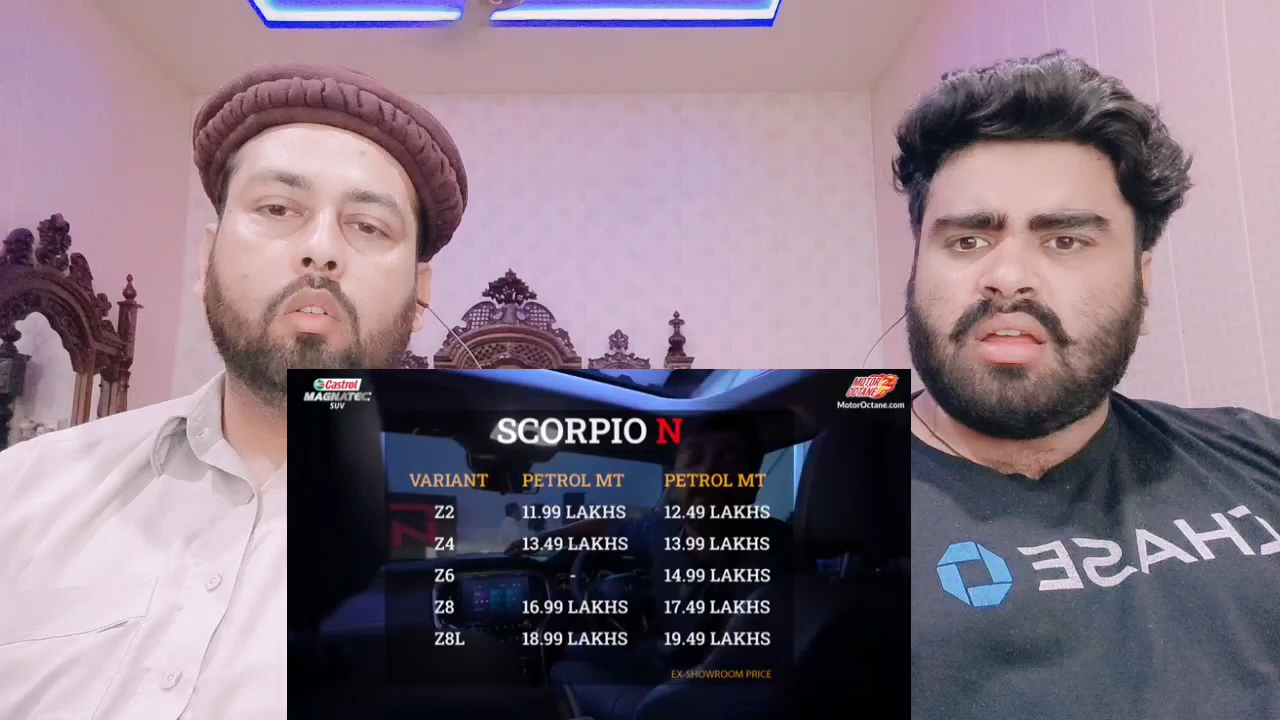 Castrol
MAGNATEC
SUV
MOTOR
OCTANE
MotorOctane.com
SCORPIO N
VARIANT PETROL MT PETROL MT
Z2 11.99 LAKHS 12.49 LAKHS
Z4 13.49 LAKHS 13.99 LAKHS
Z6 - 14.99 LAKHS
Z8 16.99 LAKHS 17.49 LAKHS
Z8L 18.99 LAKHS 19.49 LAKHS
EX-SHOWROOM PRICE
CHASE